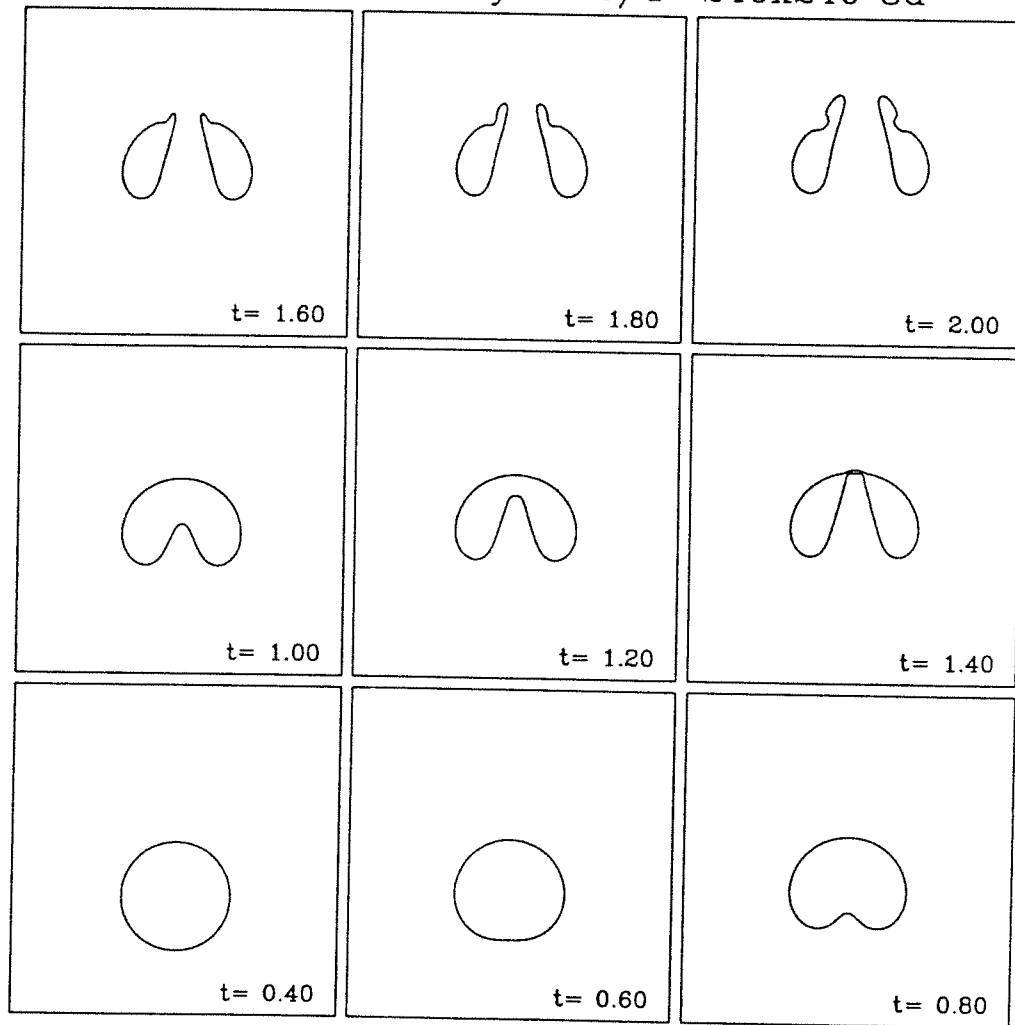 t= 1.60
t= 1.80
t= 2.00
t= 1.00
t= 1.20
t= 1.40
t= 0.40
t= 0.60
t= 0.80